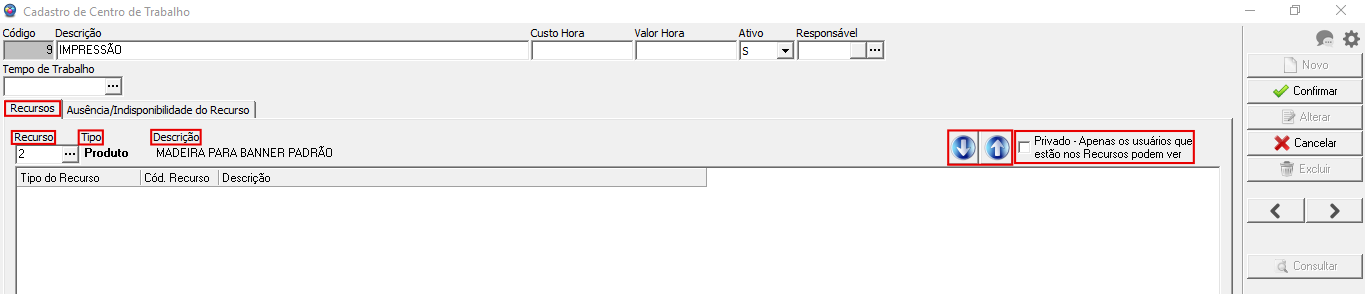 Cadastro de Centro de Trabalho
Código Descrição Custo Hora Valor Hora Ativo Responsável
9 IMPRESSÃO S ...
Tempo de Trabalho
...
Recursos Ausência/Indisponibilidade do Recurso
Recurso Tipo Descrição
2 ... Produto MADEIRA PARA BANNER PADRÃO
Privado - Apenas os usuários que
estão nos Recursos podem ver
Tipo do Recurso Cód. Recurso Descrição
Novo
Confirmar
Alterar
Cancelar
Excluir
Consultar